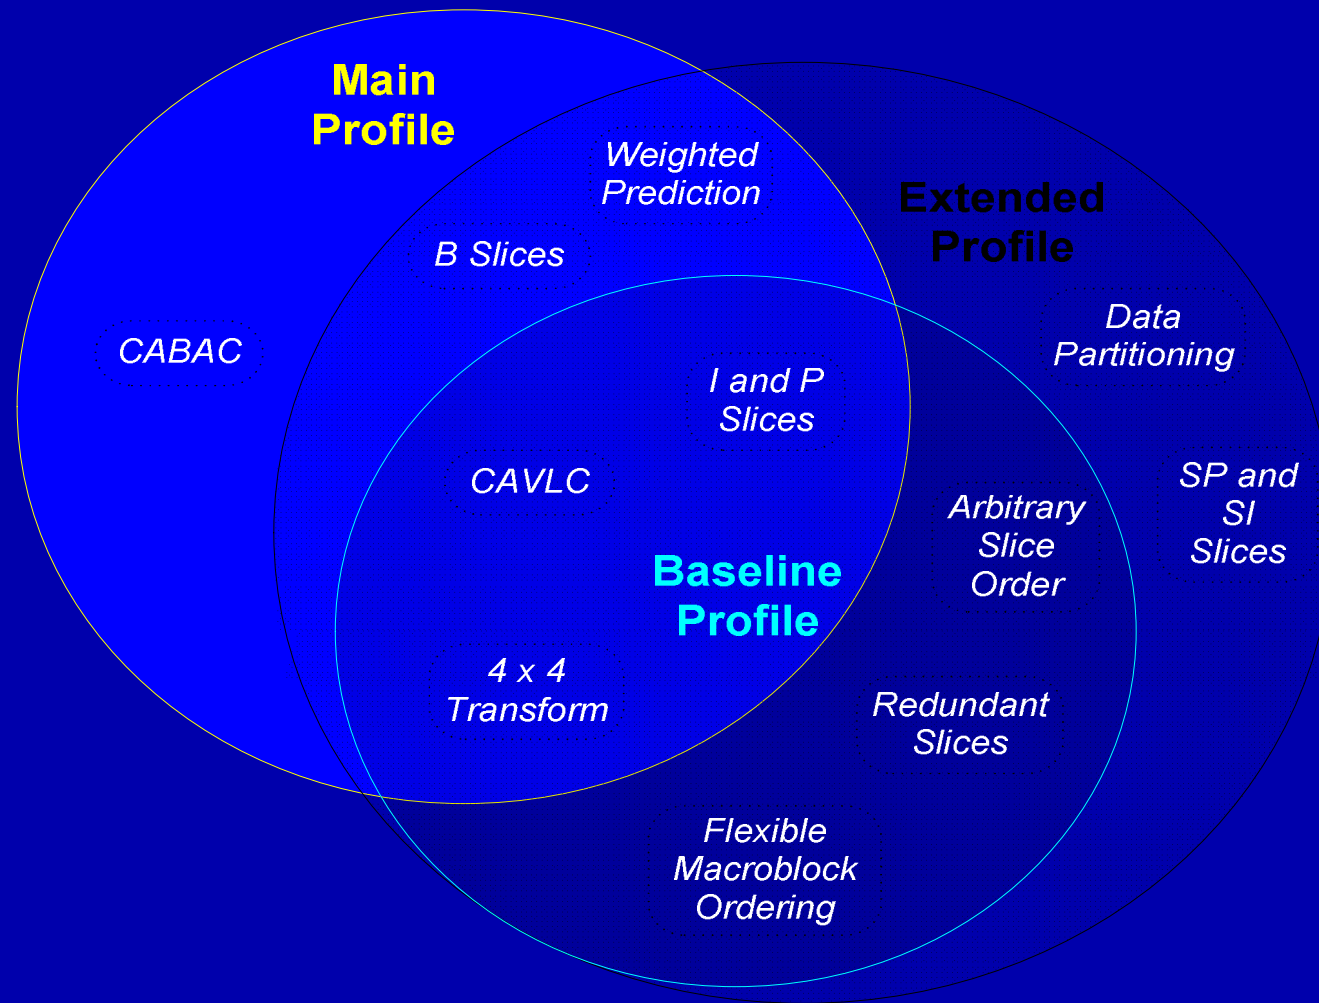 Main
Profile
Weighted
Prediction
Extended
Profile
B Slices
Data
Partitioning
CABAC
I and P
Slices
CAVLC
SP and
SI
Slices
Arbitrary
Slice
Order
Baseline
Profile
4 x 4
Transform
Redundant
Slices
Flexible
Macroblock
Ordering